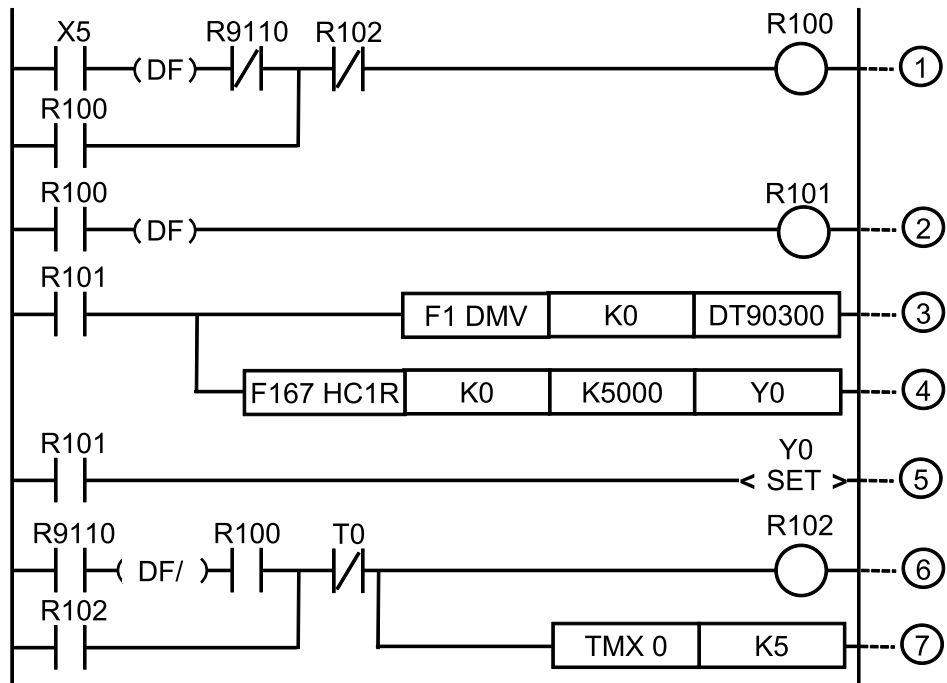 X5 R9110 R102 R100
( DF ) 1
R100
R100 R101
( DF ) 2
R101
F1 DMV K0 DT90300 3
F167 HC1R K0 K5000 Y0 4
R101 Y0
< SET > 5
R9110 R100 T0 R102
( DF/ ) 6
R102
TMX 0 K5 7